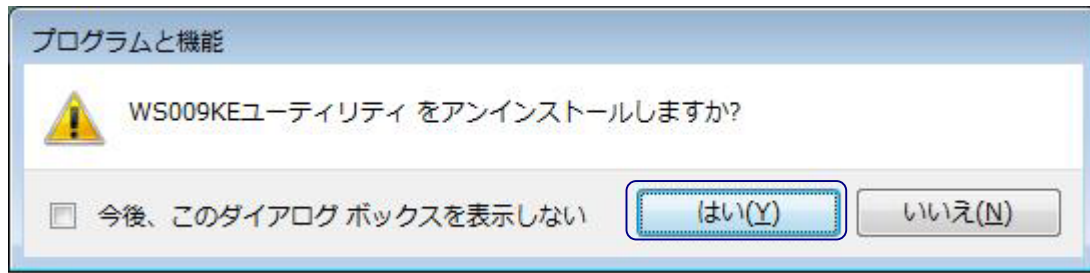 プログラムと機能
WS009KEユーティリティ をアンインストールしますか?
今後、このダイアログ ボックスを表示しない
はい(Y)
いいえ(N)